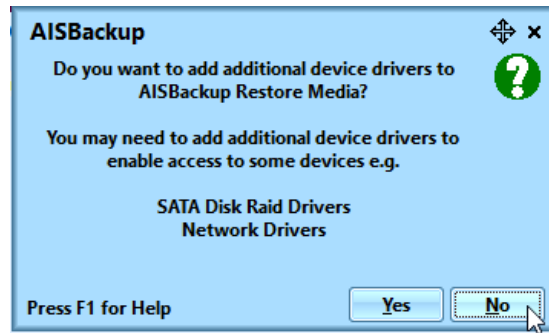 AISBackup
Do you want to add additional device drivers to
AISBackup Restore Media?
You may need to add additional device drivers to
enable access to some devices e.g.
SATA Disk Raid Drivers
Network Drivers
Press F1 for Help
Yes
No